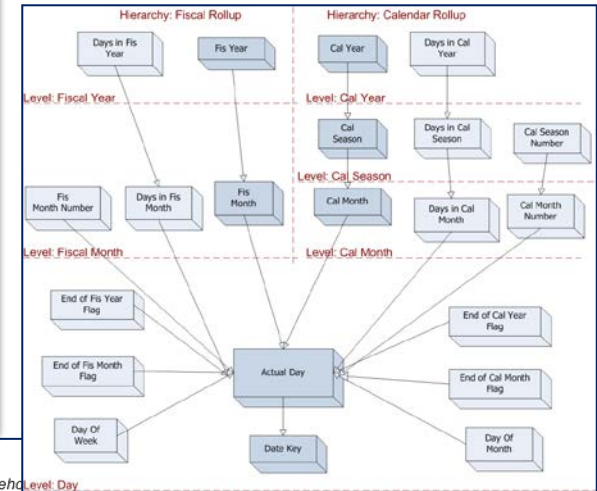 Hierarchy: Fiscal Rollup
Hierarchy: Calendar Rollup
Days in Fis
Year
Fis Year
Cal Year
Days in Cal
Year
Level: Fiscal Year
Level: Cal Year
Cal
Season
Days in Cal
Season
Cal Season
Number
Level: Cal Season
Fis
Month Number
Days in Fis
Month
Fis
Month
Cal Month
Days in Cal
Month
Cal Month
Number
Level: Fiscal Month
Level: Cal Month
End of Fis Year
Flag
End of Cal Year
Flag
End of Fis Month
Flag
Actual Day
End of Cal Month
Flag
Day Of
Week
Date Key
Day Of
Month
Level: Day